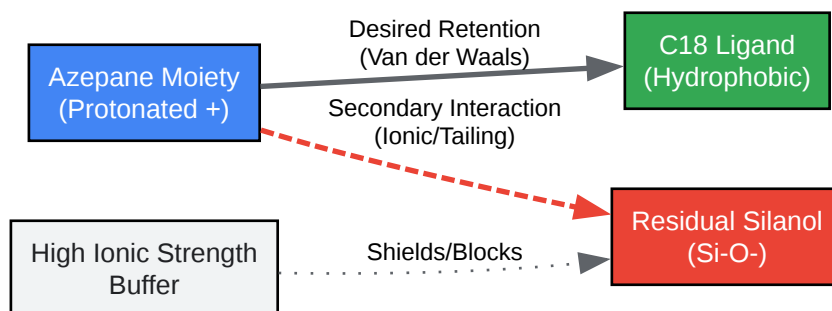 Azepane Moiety
(Protonated +)
Desired Retention
(Van der Waals)
C18 Ligand
(Hydrophobic)
Secondary Interaction
(Ionic/Tailing)
Residual Silanol
(Si-O-)
High Ionic Strength
Buffer
Shields/Blocks